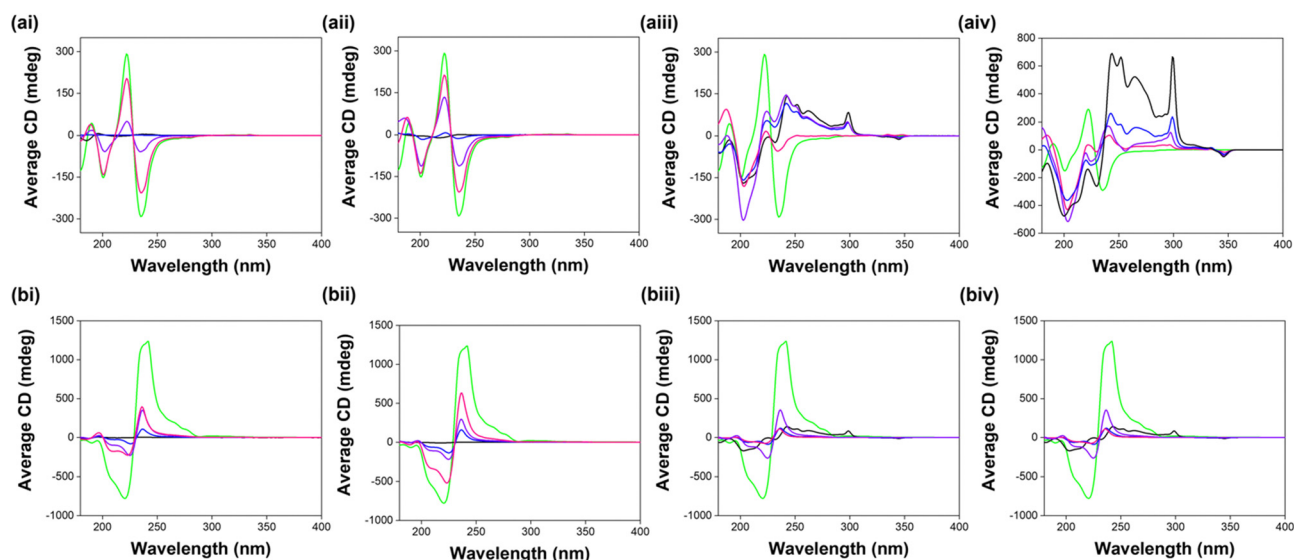 (ai) (aii) (aiii) (aiv)
Average CD (mdeg)
300
150
0
-150
-300
200 250 300 350 400
Wavelength (nm)
Average CD (mdeg)
300
150
0
-150
-300
200 250 300 350 400
Wavelength (nm)
Average CD (mdeg)
300
150
0
-150
-300
200 250 300 350 400
Wavelength (nm)
Average CD (mdeg)
800
600
400
200
0
-200
-400
-600
200 250 300 350 400
Wavelength (nm)
(bi) (bii) (biii) (biv)
Average CD (mdeg)
1500
1000
500
0
-500
-1000
200 250 300 350 400
Wavelength (nm)
Average CD (mdeg)
1500
1000
500
0
-500
-1000
200 250 300 350 400
Wavelength (nm)
Average CD (mdeg)
1500
1000
500
0
-500
-1000
200 250 300 350 400
Wavelength (nm)
Average CD (mdeg)
1500
1000
500
0
-500
-1000
200 250 300 350 400
Wavelength (nm)